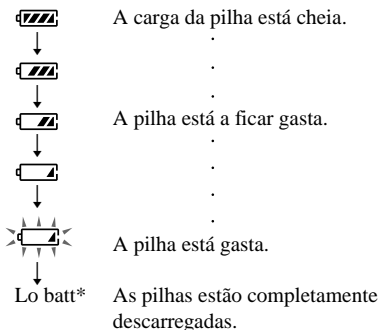 A carga da pilha está cheia.
A pilha está a ficar gasta.
A pilha está gasta.
Lo batt* As pilhas estão completamente
descarregadas.